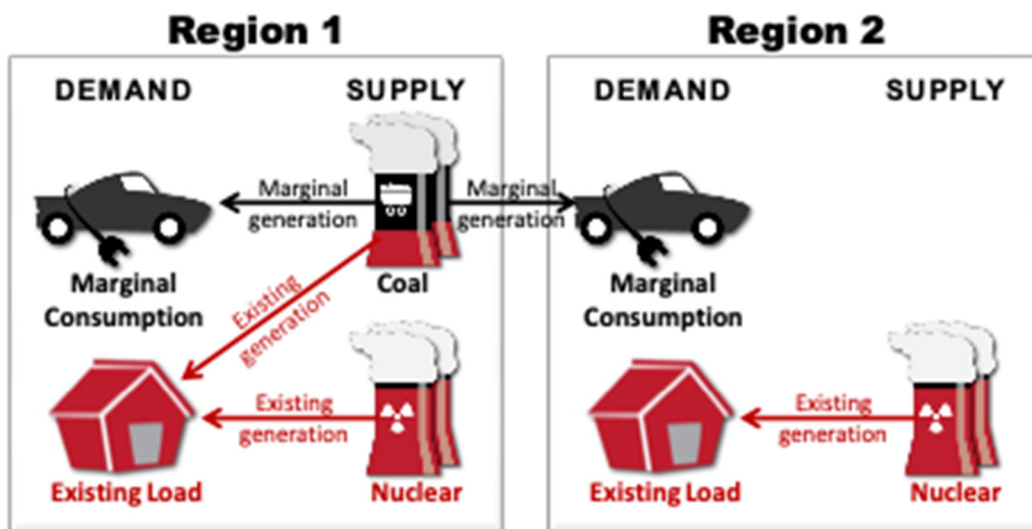 Region 1
DEMAND
SUPPLY
Marginal
generation
Marginal
generation
Marginal
Consumption
Coal
Existing
generation
Existing
generation
Existing Load
Nuclear
Region 2
DEMAND
SUPPLY
Marginal
Consumption
Existing
generation
Existing Load
Nuclear